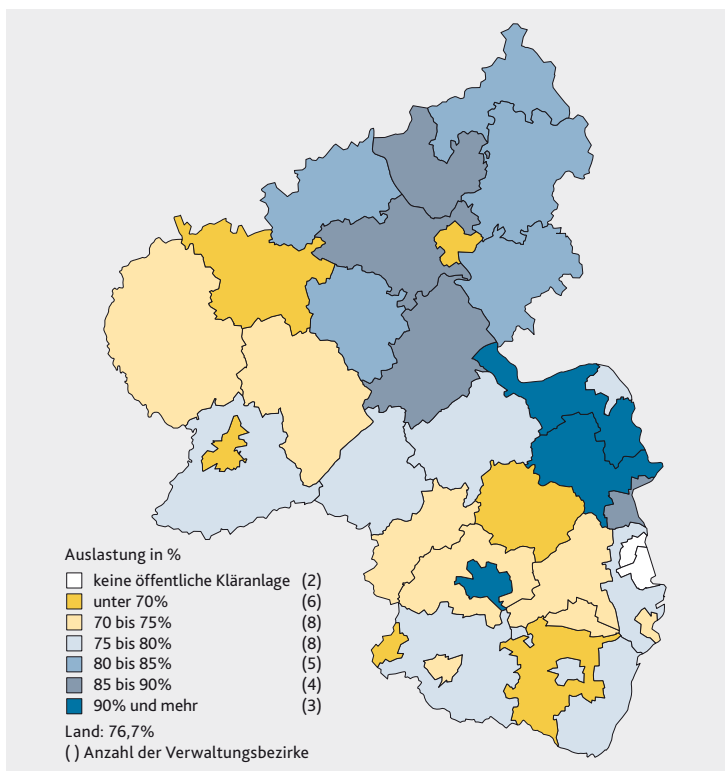 Auslastung in %
keine öffentliche Kläranlage (2)
unter 70% (6)
70 bis 75% (8)
75 bis 80% (8)
80 bis 85% (5)
85 bis 90% (4)
90% und mehr (3)
Land: 76,7%
( ) Anzahl der Verwaltungsbezirke